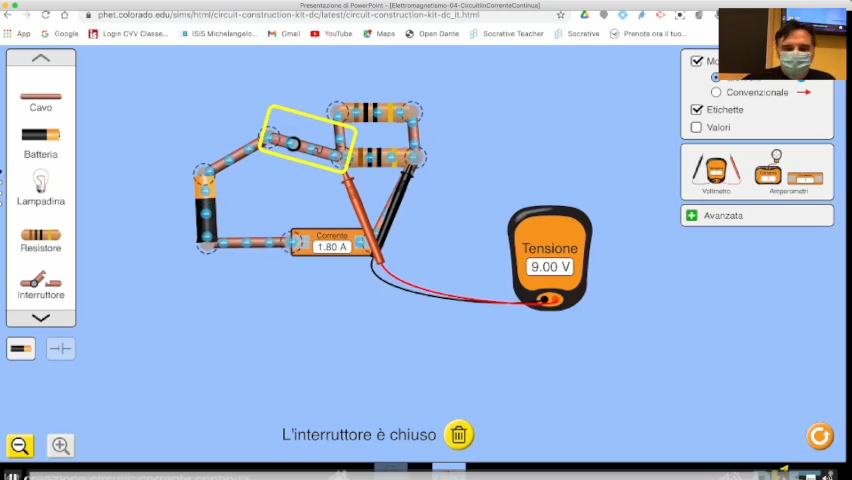 Presentazione di PowerPoint - [Elettromagnetismo-04-CircuitiInCorrenteContinua]
phet.colorado.edu/sims/html/circuit-construction-kit-dc/latest/circuit-construction-kit-dc_it.html
App
Google
Login CVV Classe...
Gmail
YouTube
ISIS Michelangelo...
Open Dante
Socrative Teacher
Socrative
Prenota ora il tuo...
Convenzionale
Etichette
Valori
Cavo
Batteria
Lampadina
Resistore
Interruttore
Corrente
1.80 A
Tensione
9.00 V
Voltmetro
Amperometri
Avanzata
L'interruttore è chiuso